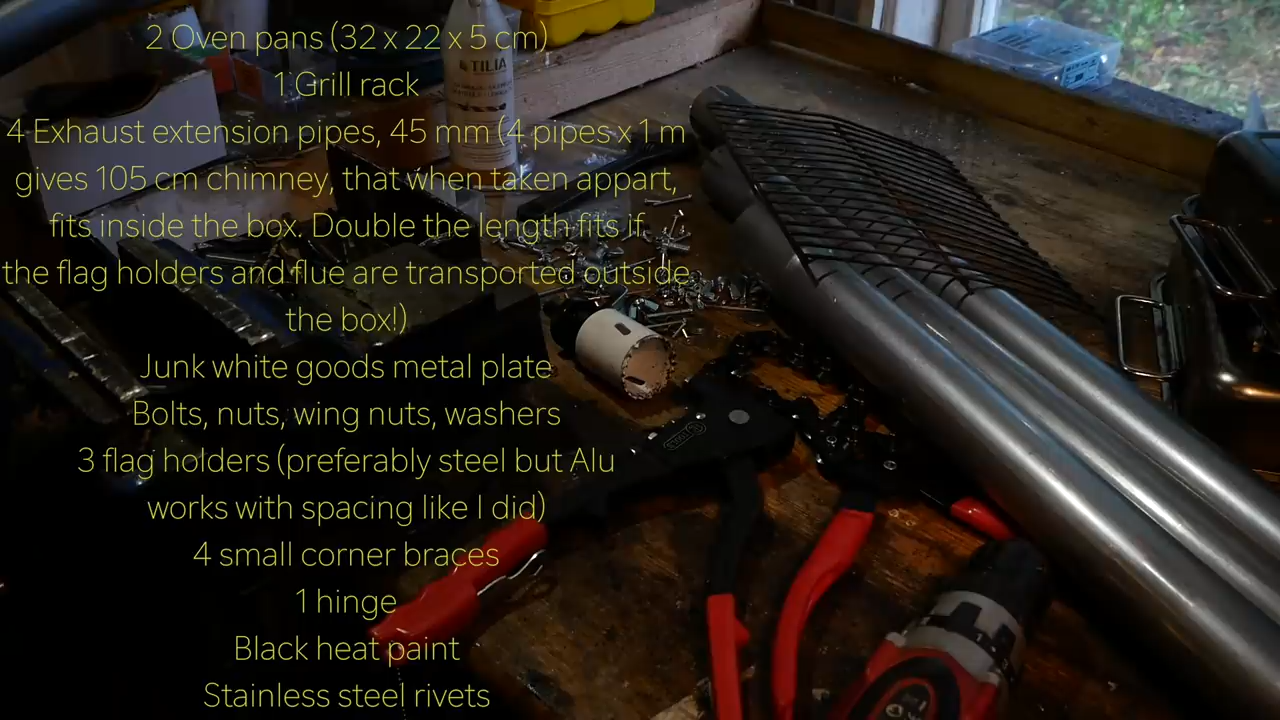 2 Oven pans (32 x 22 x 5 cm)
TILIA
1 Grill rack
4 Exhaust extension pipes, 45 mm (4 pipes x 1 m
gives 105 cm chimney, that when taken appart,
fits inside the box. Double the length fits if
the flag holders and flue are transported outside
the box!)
Junk white goods metal plate
Bolts, nuts, wing nuts, washers
TOOLS
3 flag holders (preferably steel but Alu
works with spacing like I did)
4 small corner braces
1 hinge
Black heat paint
Stainless steel rivets